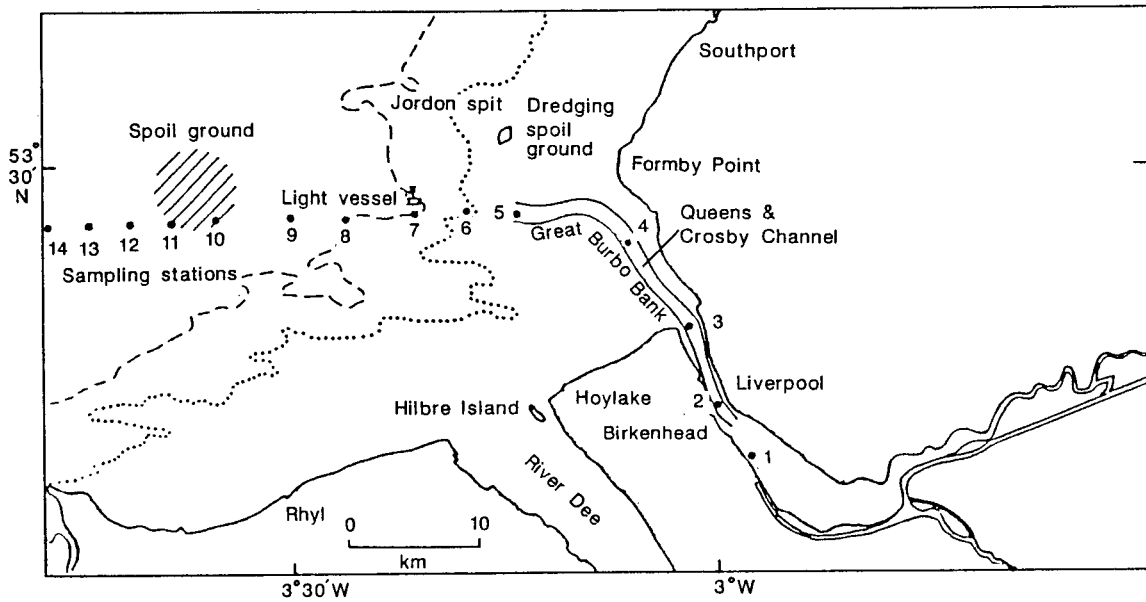 Southport
Jordon spit
Dredging
spoil
ground
Spoil ground
53°
30'
N
Formby Point
Light vessel
Queens &
Crosby Channel
14
13
12
11
10
9
8
7
6
5
4
Great
Burbo
Bank
Sampling stations
3
Liverpool
Hoylake
2
Hilbre Island
Birkenhead
1
River Dee
Rhyl
0
10
km
3°30'W
3°W